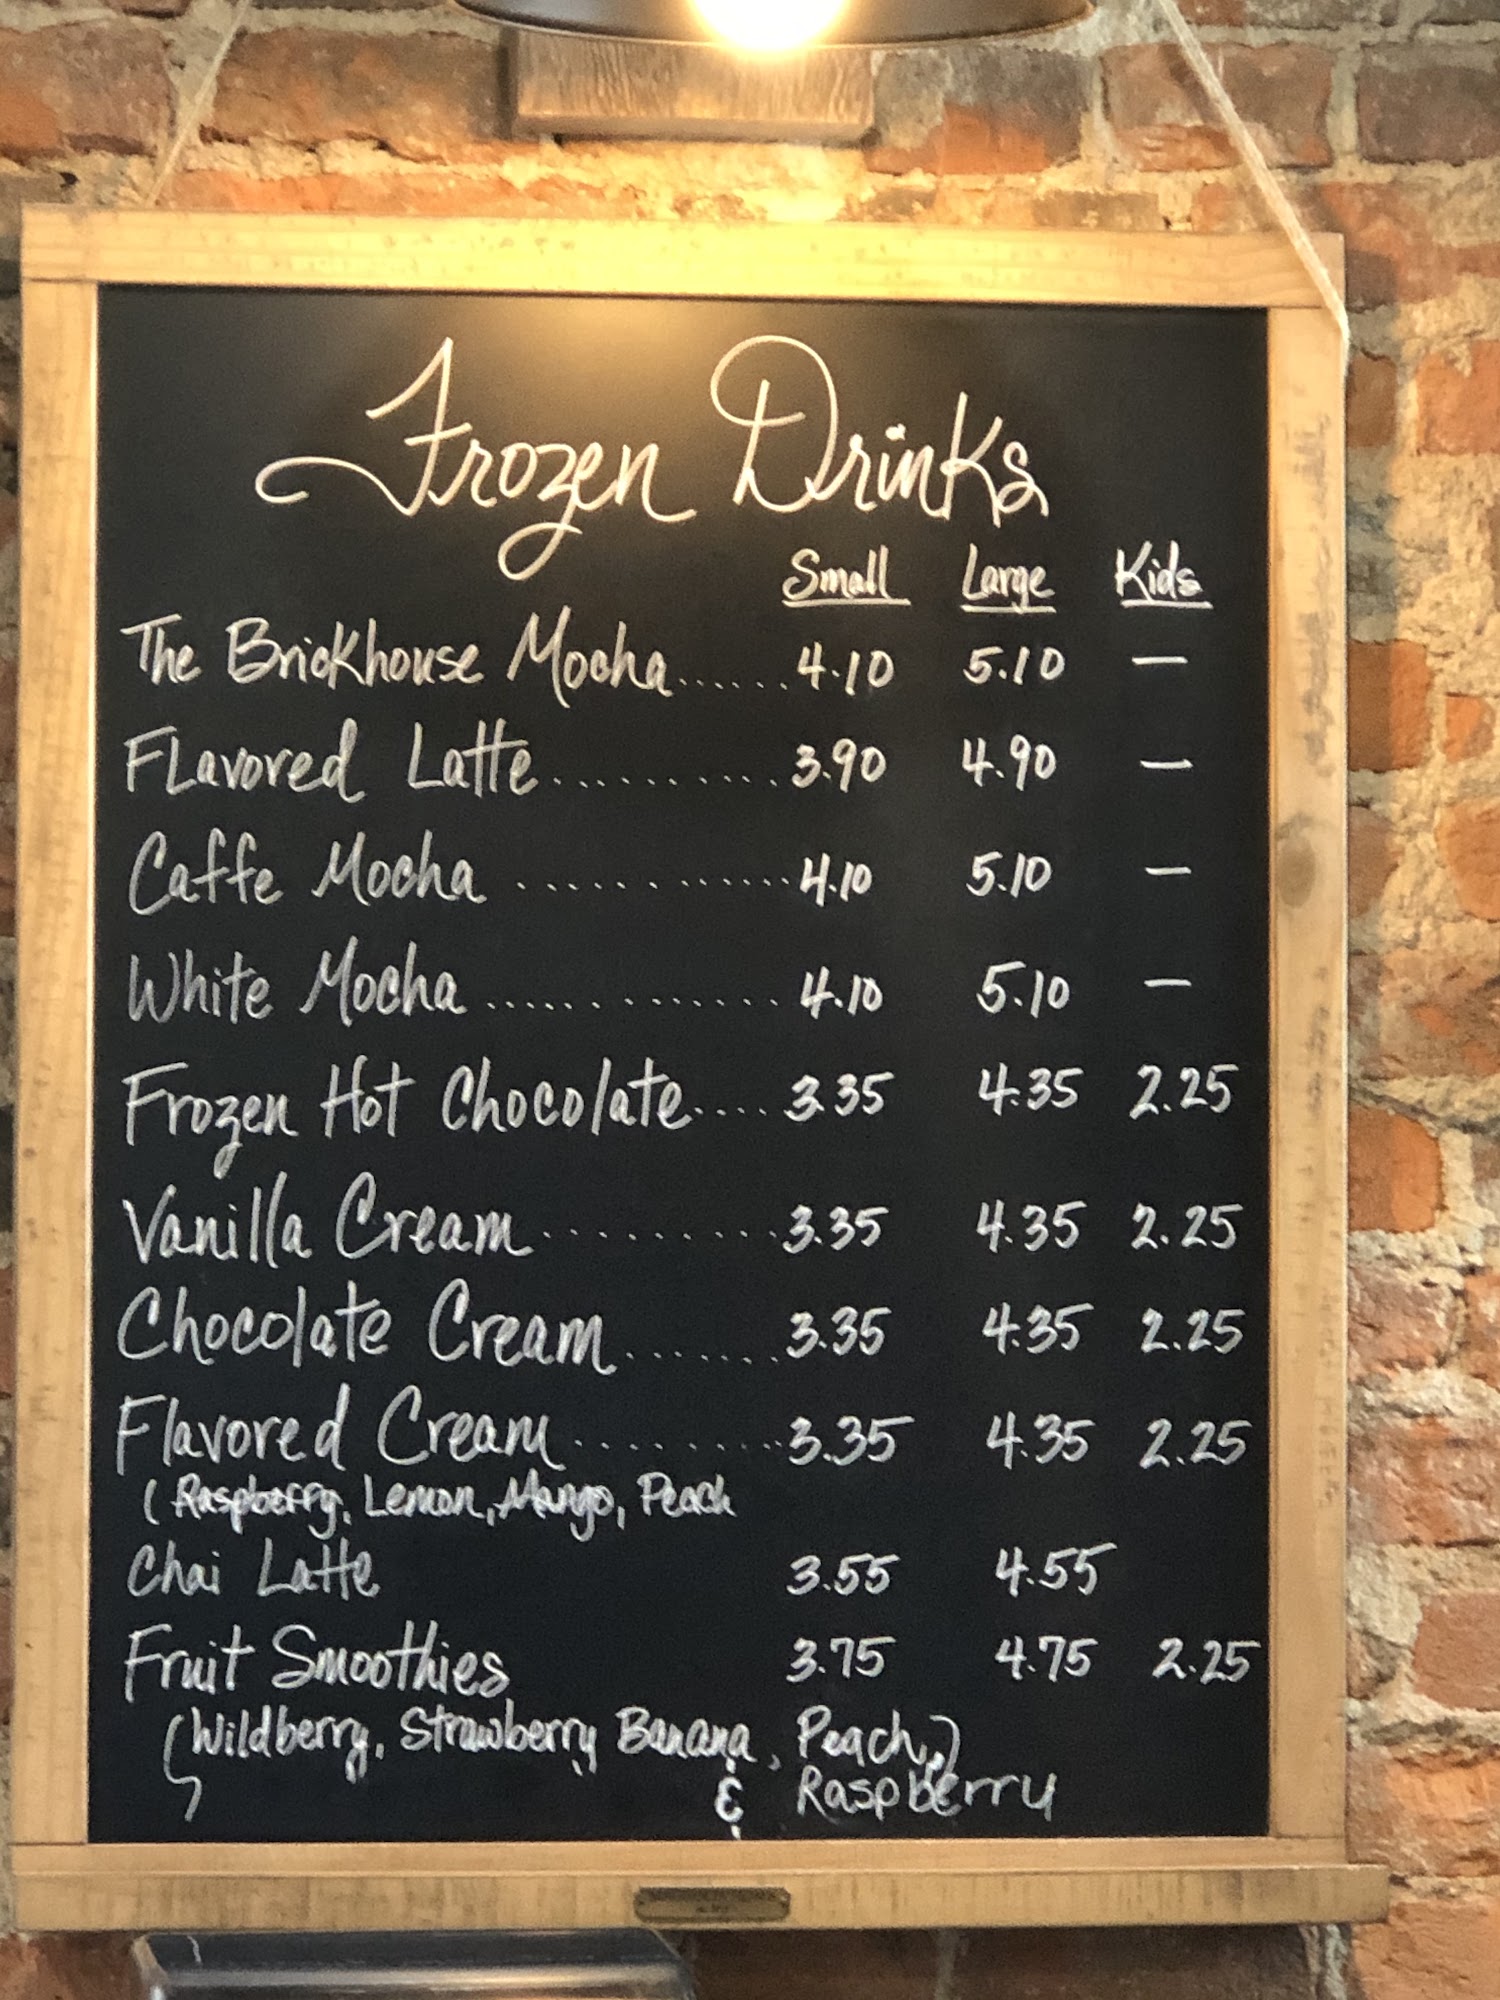 Frozen Drinks
Small Large Kids
The Brickhouse Mocha......4.10 5.10 —
FLavored Latte..........3.90 4.90 —
Caffe Mocha ............4.10 5.10 —
White Mocha .............4.10 5.10 —
Frozen Hot Chocolate....3.35 4.35 2.25
Vanilla Cream..........3.35 4.35 2.25
Chocolate Cream.......3.35 4.35 2.25
Flavored Cream.........3.35 4.35 2.25
(Raspberry, Lemon, Mango, Peach
Chai Latte 3.55 4.55
Fruit Smoothies 3.75 4.75 2.25
(Wildberry, Strawberry Banana, Peach,)
& Raspberry